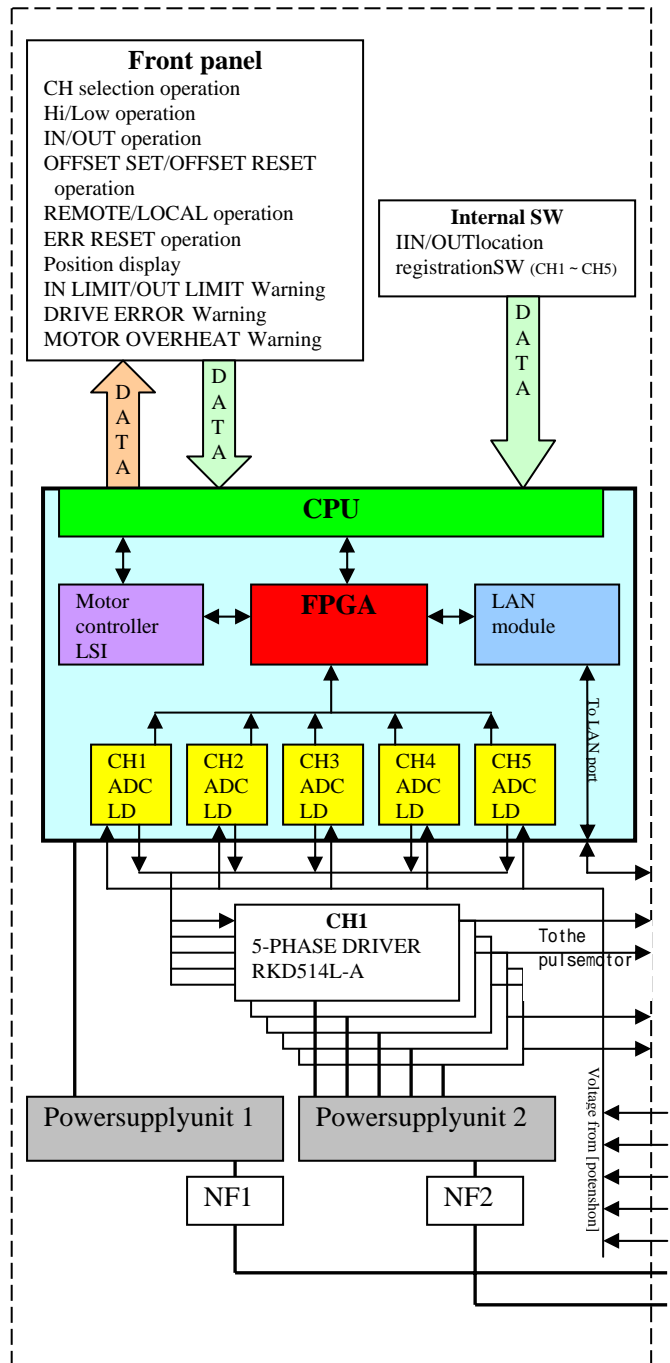 Front panel
CH selection operation
Hi/Low operation
IN/OUT operation
OFFSET SET/OFFSET RESET
operation
REMOTE/LOCAL operation
ERR RESET operation
Position display
IN LIMIT/OUT LIMIT Warning
DRIVE ERROR Warning
MOTOR OVERHEAT Warning
Internal SW
IIN/OUTlocation
registrationSW (CH1 ~ CH5)
DATA
DATA
DATA
CPU
Motor
controller
LSI
FPGA
LAN
module
To LAN port
CH1
ADC
LD
CH2
ADC
LD
CH3
ADC
LD
CH4
ADC
LD
CH5
ADC
LD
CH1
5-PHASE DRIVER
RKD514L-A
Tothe
pulsemotor
Powersupplyunit 1
Powersupplyunit 2
Voltage from [potenshon]
NF1
NF2